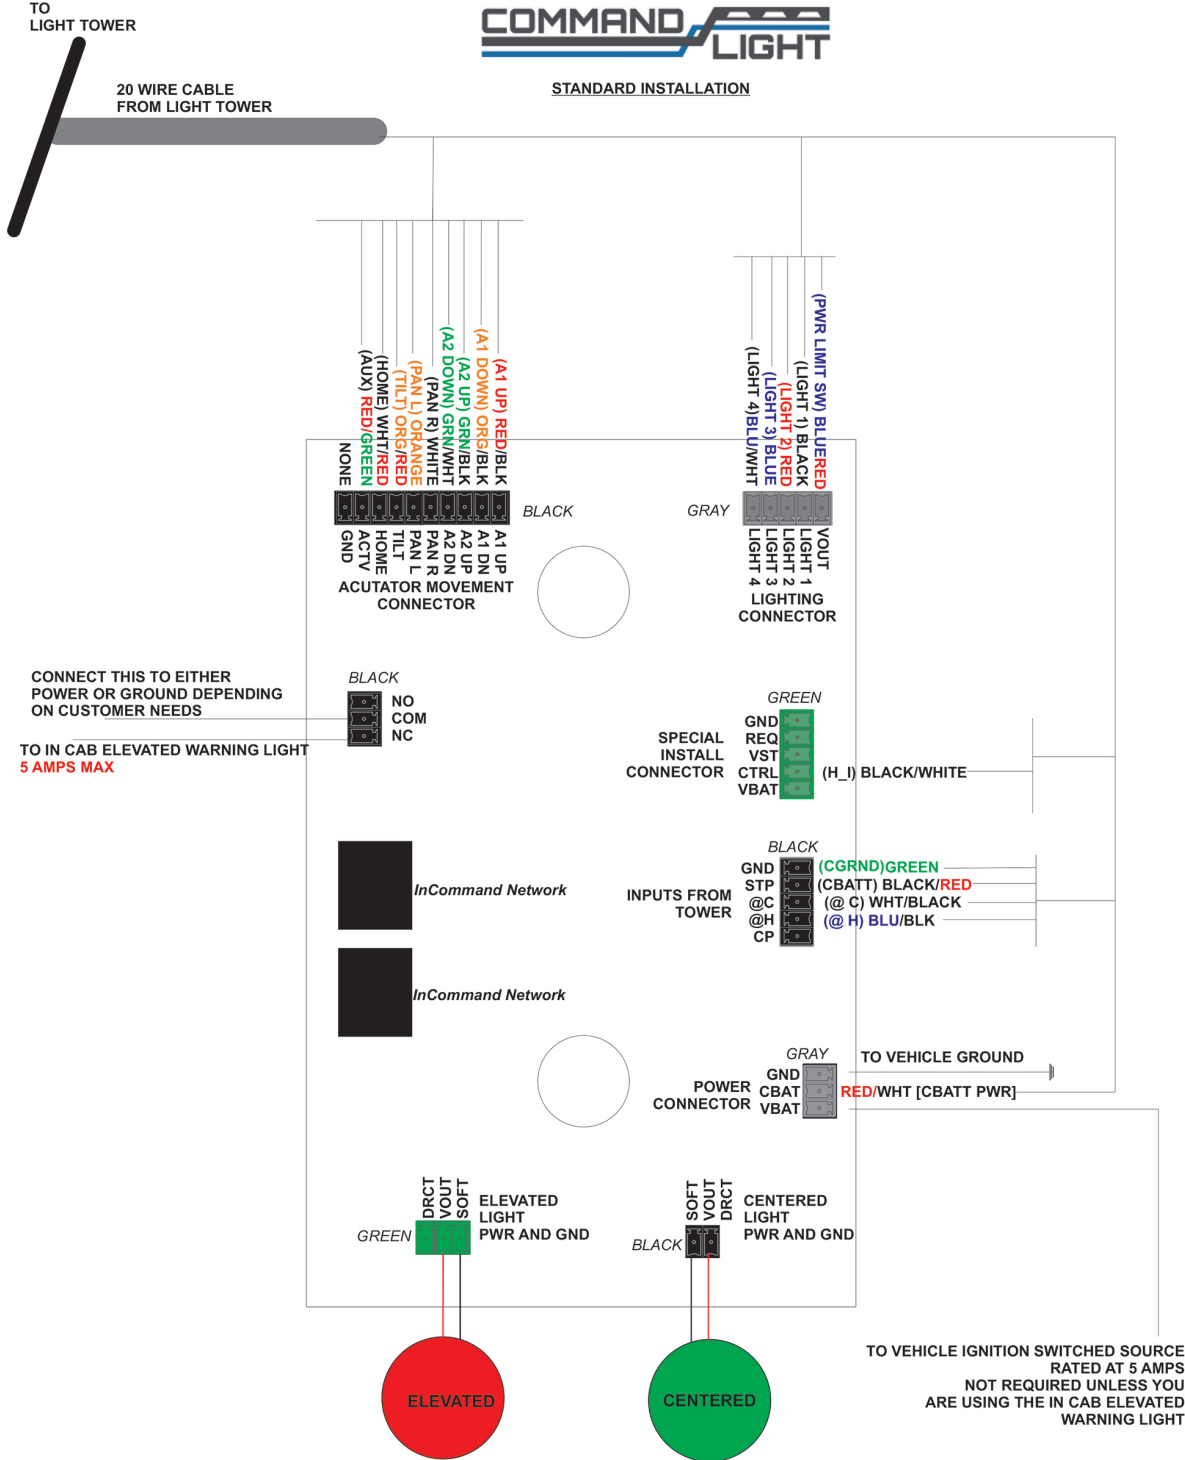 TO
LIGHT TOWER
COMMAND
LIGHT
STANDARD INSTALLATION
20 WIRE CABLE
FROM LIGHT TOWER
NONE
(AUX) RED/GREEN
(HOME) WHT/RED
(TILT) ORG/RED
(PAN L) ORANGE
(PAN R) WHITE
(A2 DOWN) GRN/WHT
(A2 UP) GRN/BLK
(A1 DOWN) ORG/BLK
(A1 UP) RED/BLK
BLACK
GND
ACTV
HOME
TILT
PAN L
PAN R
A2 DN
A2 UP
A1 DN
A1 UP
ACUTATOR MOVEMENT
CONNECTOR
(LIGHT 4)BLU/WHT
(LIGHT 3) BLUE
(LIGHT 2) RED
(LIGHT 1) BLACK
(PWR LIMIT SW) BLUERED
GRAY
LIGHT 4
LIGHT 3
LIGHT 2
LIGHT 1
VOUT
LIGHTING
CONNECTOR
CONNECT THIS TO EITHER
POWER OR GROUND DEPENDING
ON CUSTOMER NEEDS
BLACK
NO
COM
NC
TO IN CAB ELEVATED WARNING LIGHT
5 AMPS MAX
GREEN
SPECIAL
INSTALL
CONNECTOR
GND
REQ
VST
CTRL
VBAT
(H_I) BLACK/WHITE
BLACK
INPUTS FROM
TOWER
GND
STP
@C
@H
CP
(CGRND)GREEN
(CBATT) BLACK/RED
(@ C) WHT/BLACK
(@ H) BLU/BLK
InCommand Network
InCommand Network
GRAY
POWER
CONNECTOR
GND
CBAT
VBAT
TO VEHICLE GROUND
RED/WHT [CBATT PWR]
DRCT
VOUT
SOFT
ELEVATED
LIGHT
PWR AND GND
GREEN
SOFT
VOUT
DRCT
CENTERED
LIGHT
PWR AND GND
BLACK
ELEVATED
CENTERED
TO VEHICLE IGNITION SWITCHED SOURCE
RATED AT 5 AMPS
NOT REQUIRED UNLESS YOU
ARE USING THE IN CAB ELEVATED
WARNING LIGHT